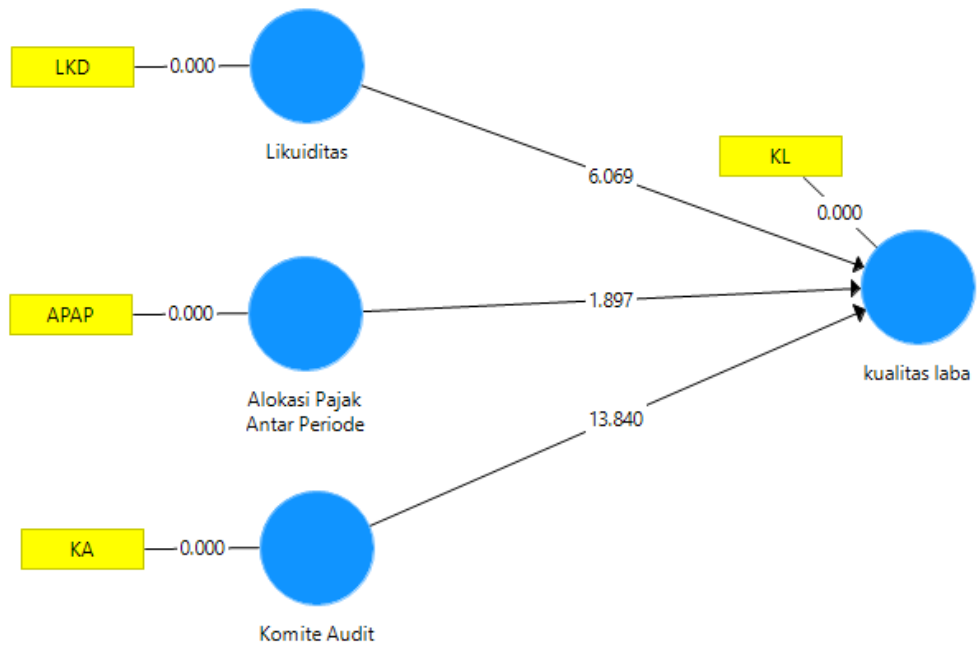 LKD
0.000
Likuiditas
6.069
KL
0.000
APAP
0.000
Alokasi Pajak
Antar Periode
1.897
kualitas laba
13.840
KA
0.000
Komite Audit